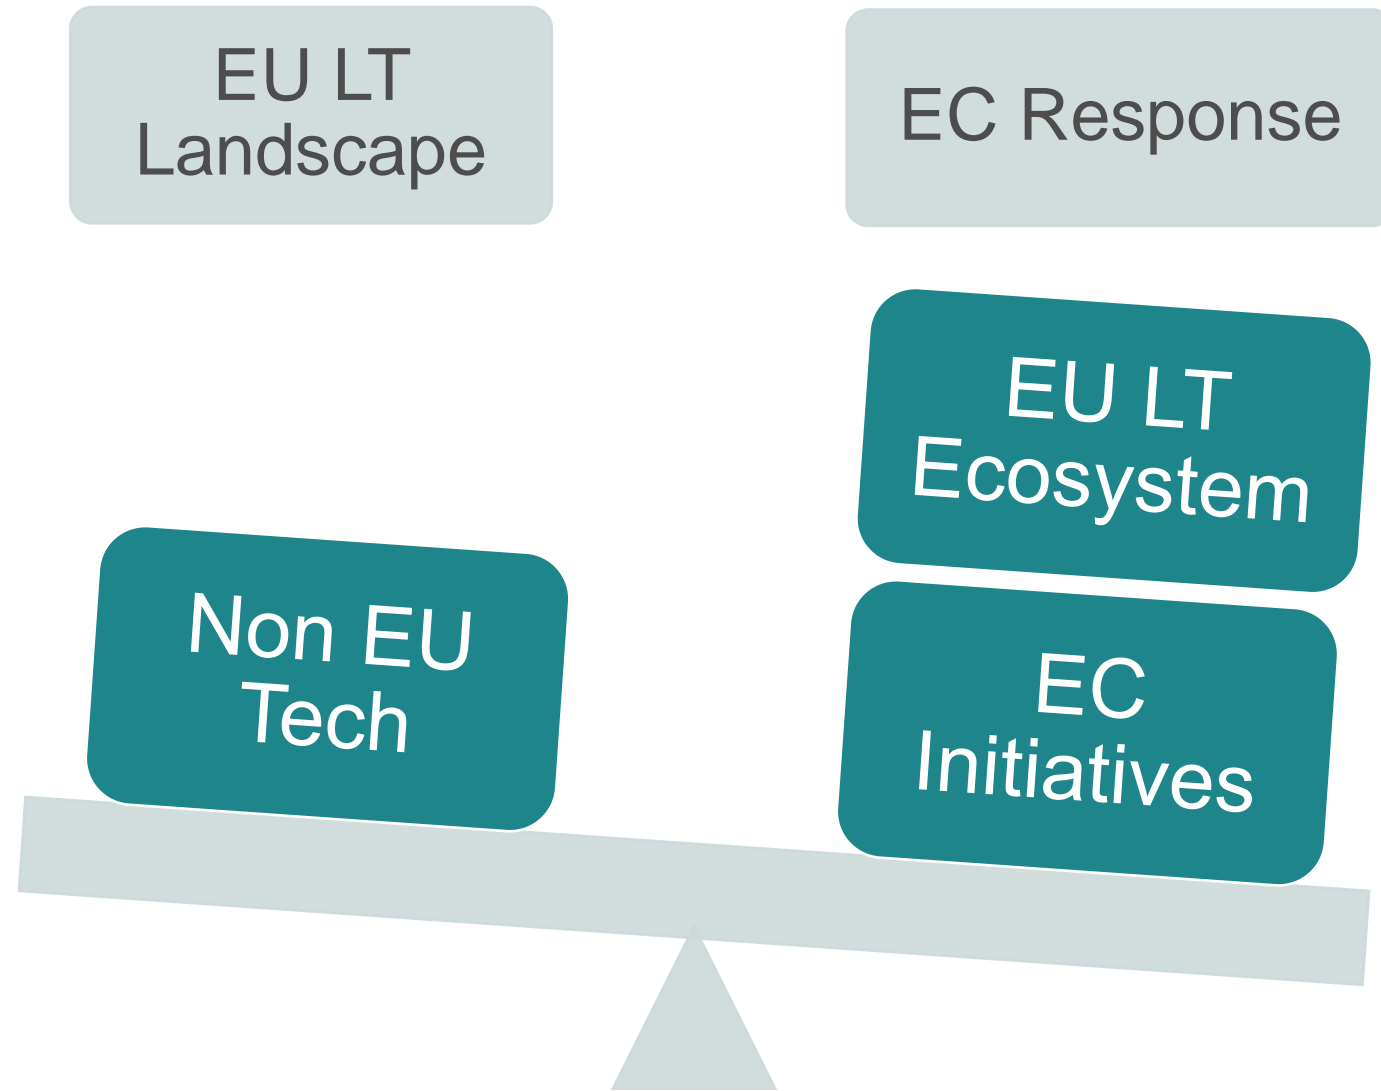 EU LT
Landscape
EC Response
EU LT
Ecosystem
Non EU
Tech
EC
Initiatives